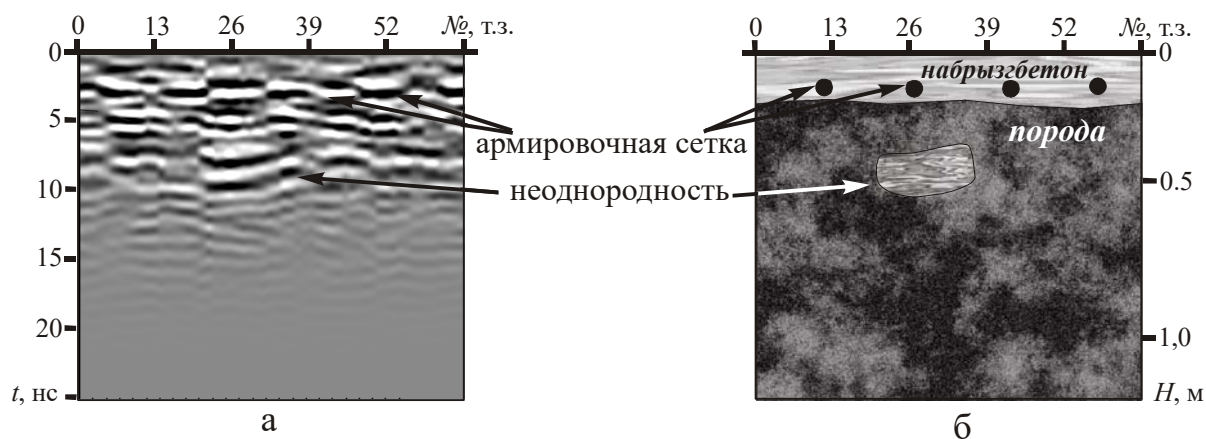 0 13 26 39 52 №, т.з.
0
5
10
15
20
t, нс
армировочная сетка
неоднородность
а
0 13 26 39 52 №, т.з.
0
набрызгбетон
порода
0.5
1,0
H, м
б